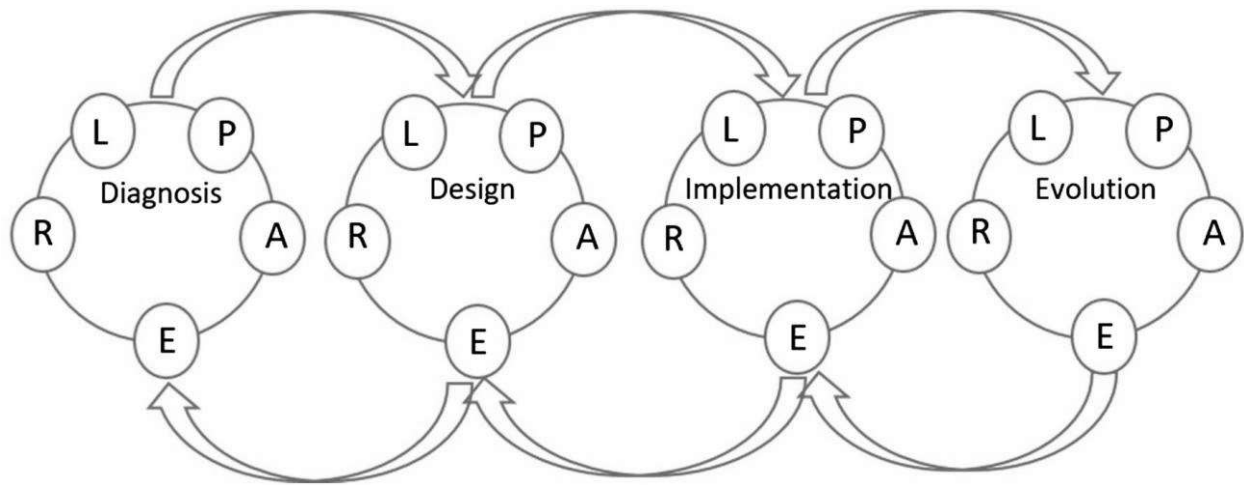 L P
Diagnosis
R A
E
L P
Design
R A
E
L P
Implementation
R A
E
L P
Evolution
R A
E